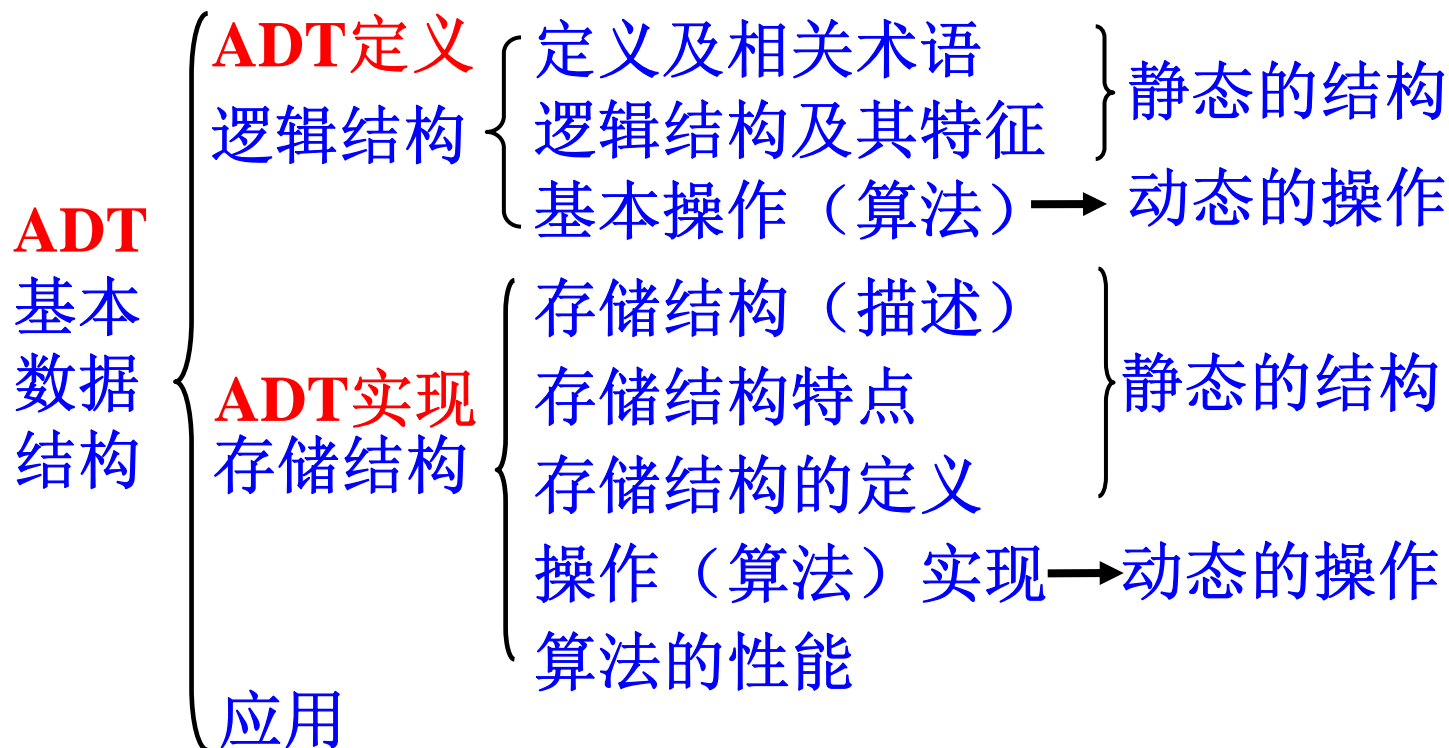 ADT
基本
数据
结构
ADT定义
逻辑结构
定义及相关术语
逻辑结构及其特征
基本操作（算法）
静态的结构
动态的操作
ADT实现
存储结构
存储结构（描述）
存储结构特点
存储结构的定义
操作（算法）实现
算法的性能
静态的结构
动态的操作
应用